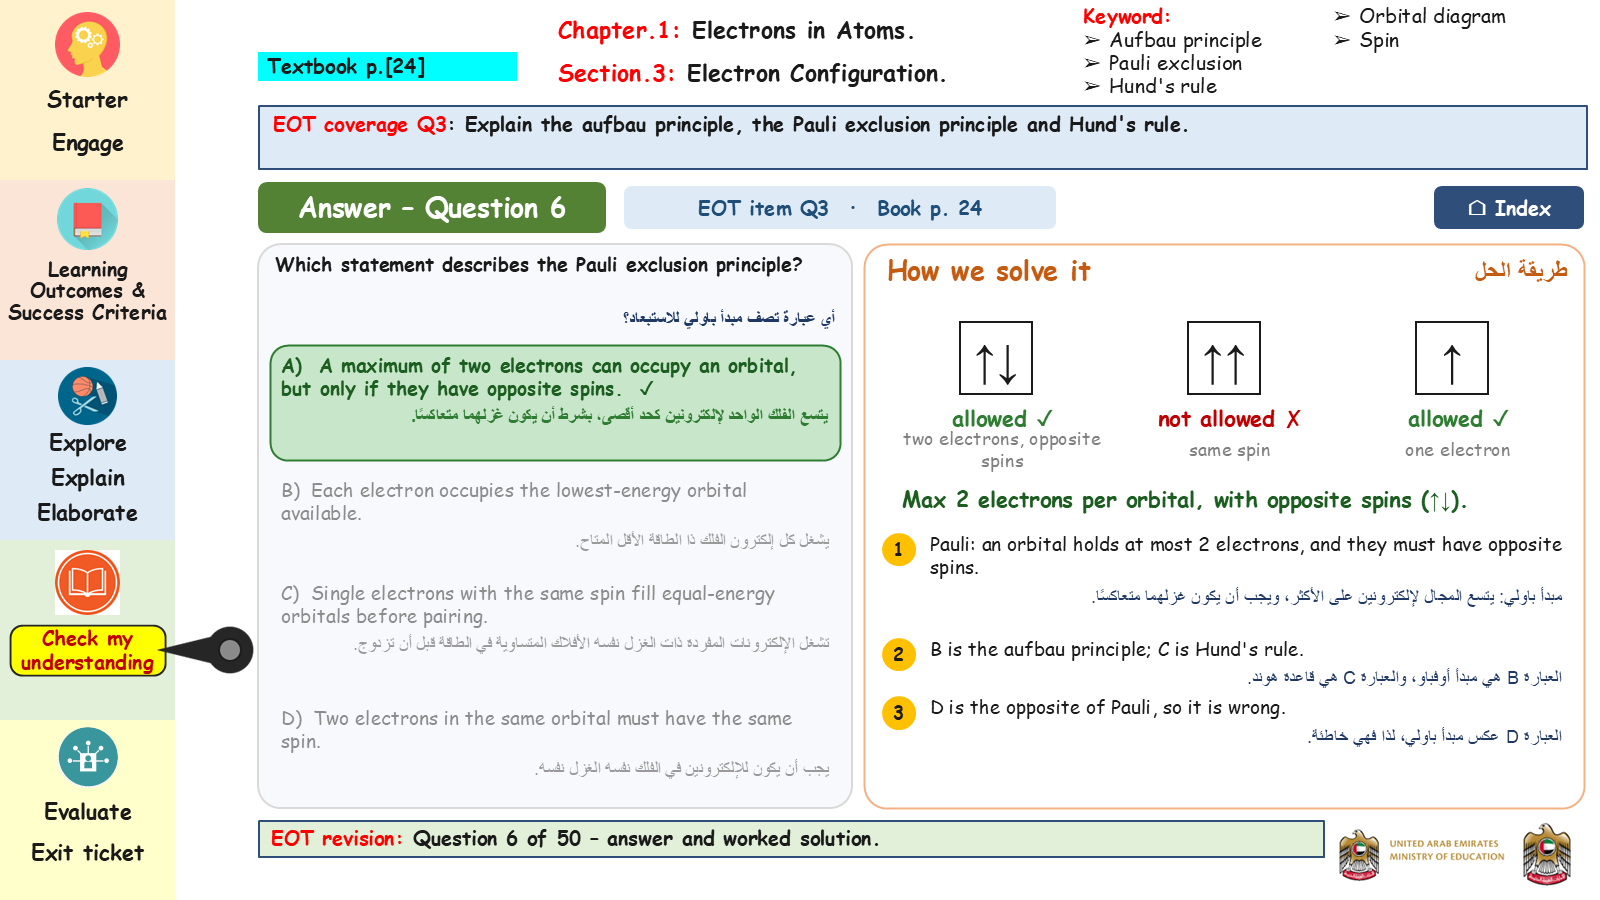 Starter
Engage
Learning
Outcomes &
Success Criteria
Explore
Explain
Elaborate
Check my
understanding
Evaluate
Exit ticket
Textbook p.[24]
Chapter.1: Electrons in Atoms.
Section.3: Electron Configuration.
Keyword:
➢ Aufbau principle
➢ Pauli exclusion
➢ Hund's rule
➢ Orbital diagram
➢ Spin
EOT coverage Q3: Explain the aufbau principle, the Pauli exclusion principle and Hund's rule.
Answer – Question 6
EOT item Q3 · Book p. 24
☖ Index
Which statement describes the Pauli exclusion principle?
أي عبارة تصف مبدأ باولي للاستبعاد؟
A) A maximum of two electrons can occupy an orbital,
but only if they have opposite spins. ✓
يتسع الفلك الواحد لإلكترونين كحد أقصى، بشرط أن يكون غزلهما متعاكسًا.
B) Each electron occupies the lowest-energy orbital
available.
يشغل كل إلكترون الفلك ذا الطاقة الأقل المتاح.
C) Single electrons with the same spin fill equal-energy
orbitals before pairing.
تشغل الإلكترونات المفردة ذات الغزل نفسه الأفلاك المتساوية في الطاقة قبل أن تزدوج.
D) Two electrons in the same orbital must have the same
spin.
يجب أن يكون للإلكترونين في الفلك نفسه الغزل نفسه.
How we solve it
طريقة الحل
↑↓
↑↑
↑
allowed ✓
two electrons, opposite
spins
not allowed ✗
same spin
allowed ✓
one electron
Max 2 electrons per orbital, with opposite spins (↑↓).
1
Pauli: an orbital holds at most 2 electrons, and they must have opposite
spins.
مبدأ باولي: يتسع المجال لإلكترونين على الأكثر، ويجب أن يكون غزلهما متعاكسًا.
2
B is the aufbau principle; C is Hund's rule.
العبارة B هي مبدأ أوفباو، والعبارة C هي قاعدة هوند.
3
D is the opposite of Pauli, so it is wrong.
العبارة D عكس مبدأ باولي، لذا فهي خاطئة.
EOT revision: Question 6 of 50 – answer and worked solution.
UNITED ARAB EMIRATES
MINISTRY OF EDUCATION